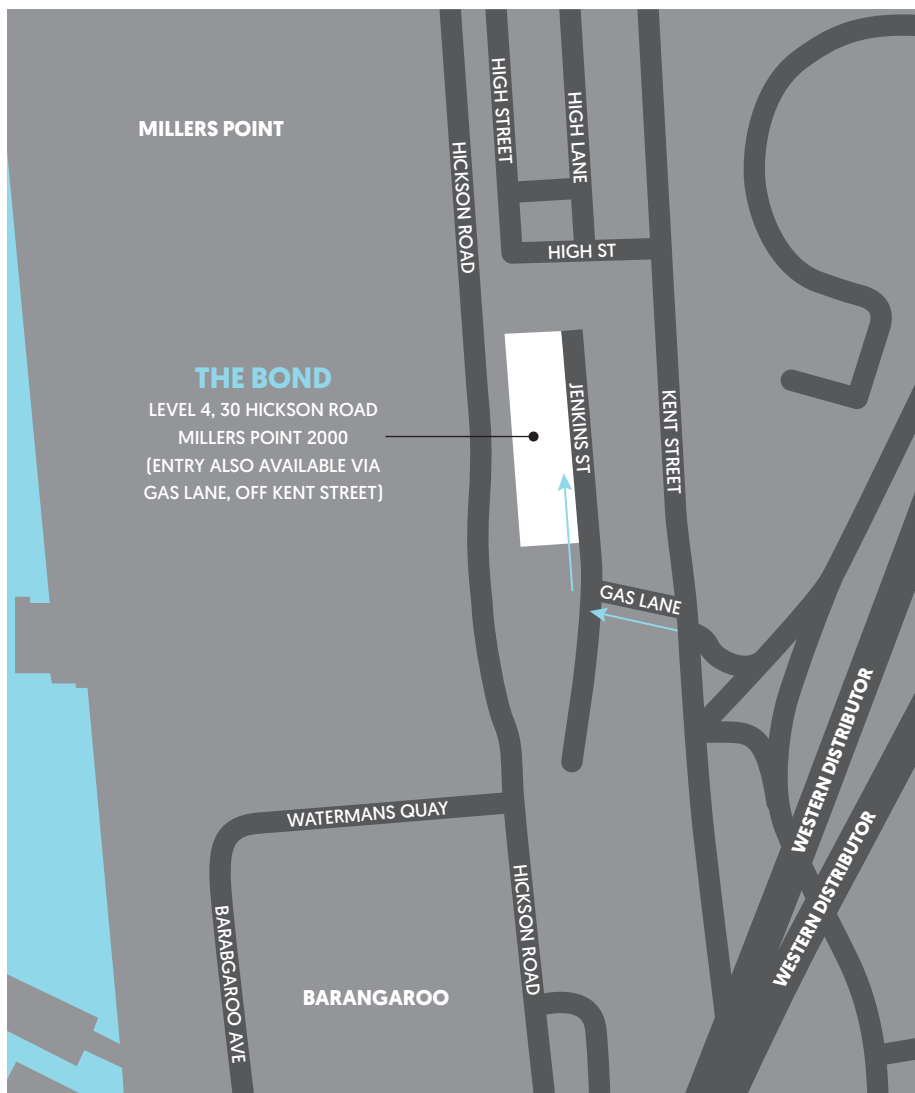 MILLERS POINT
HIGH STREET
HIGH LANE
HICKSON ROAD
HIGH ST
THE BOND
LEVEL 4, 30 HICKSON ROAD
MILLERS POINT 2000
(ENTRY ALSO AVAILABLE VIA
GAS LANE, OFF KENT STREET)
JENKINS ST
KENT STREET
GAS LANE
WESTERN DISTRIBUTOR
WATERMANS QUAY
WESTERN DISTRIBUTOR
HICKSON ROAD
BARABGAROO AVE
BARANGAROO